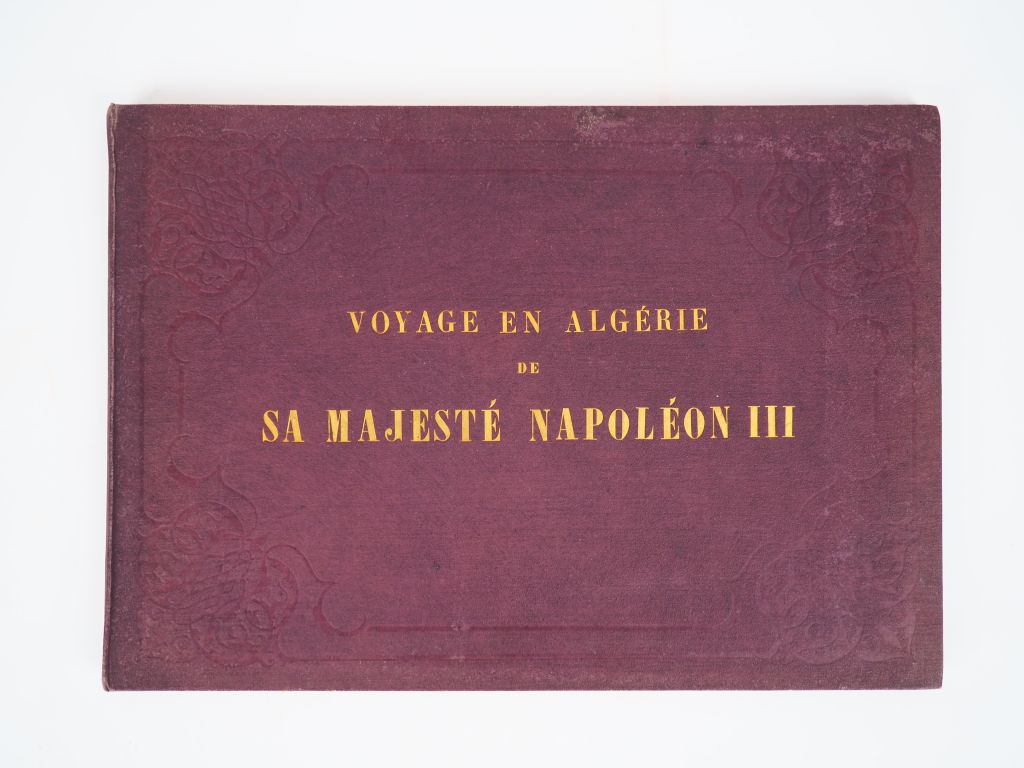 VOYAGE EN ALGÉRIE
DE
SA MAJESTÉ NAPOLÉON III